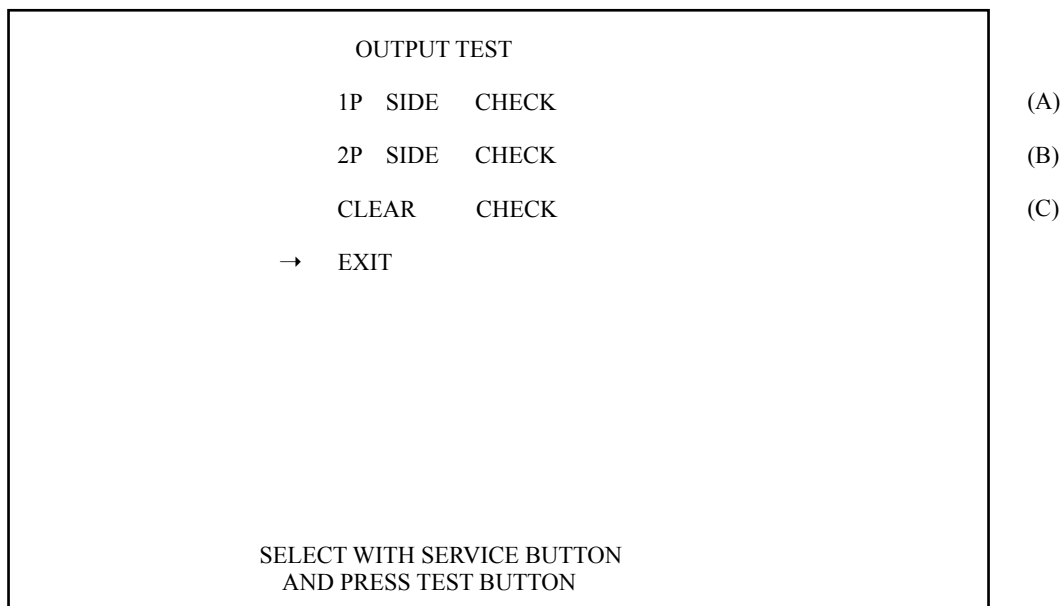 OUTPUT TEST
1P SIDE CHECK (A)
2P SIDE CHECK (B)
CLEAR CHECK (C)
→ EXIT
SELECT WITH SERVICE BUTTON
AND PRESS TEST BUTTON